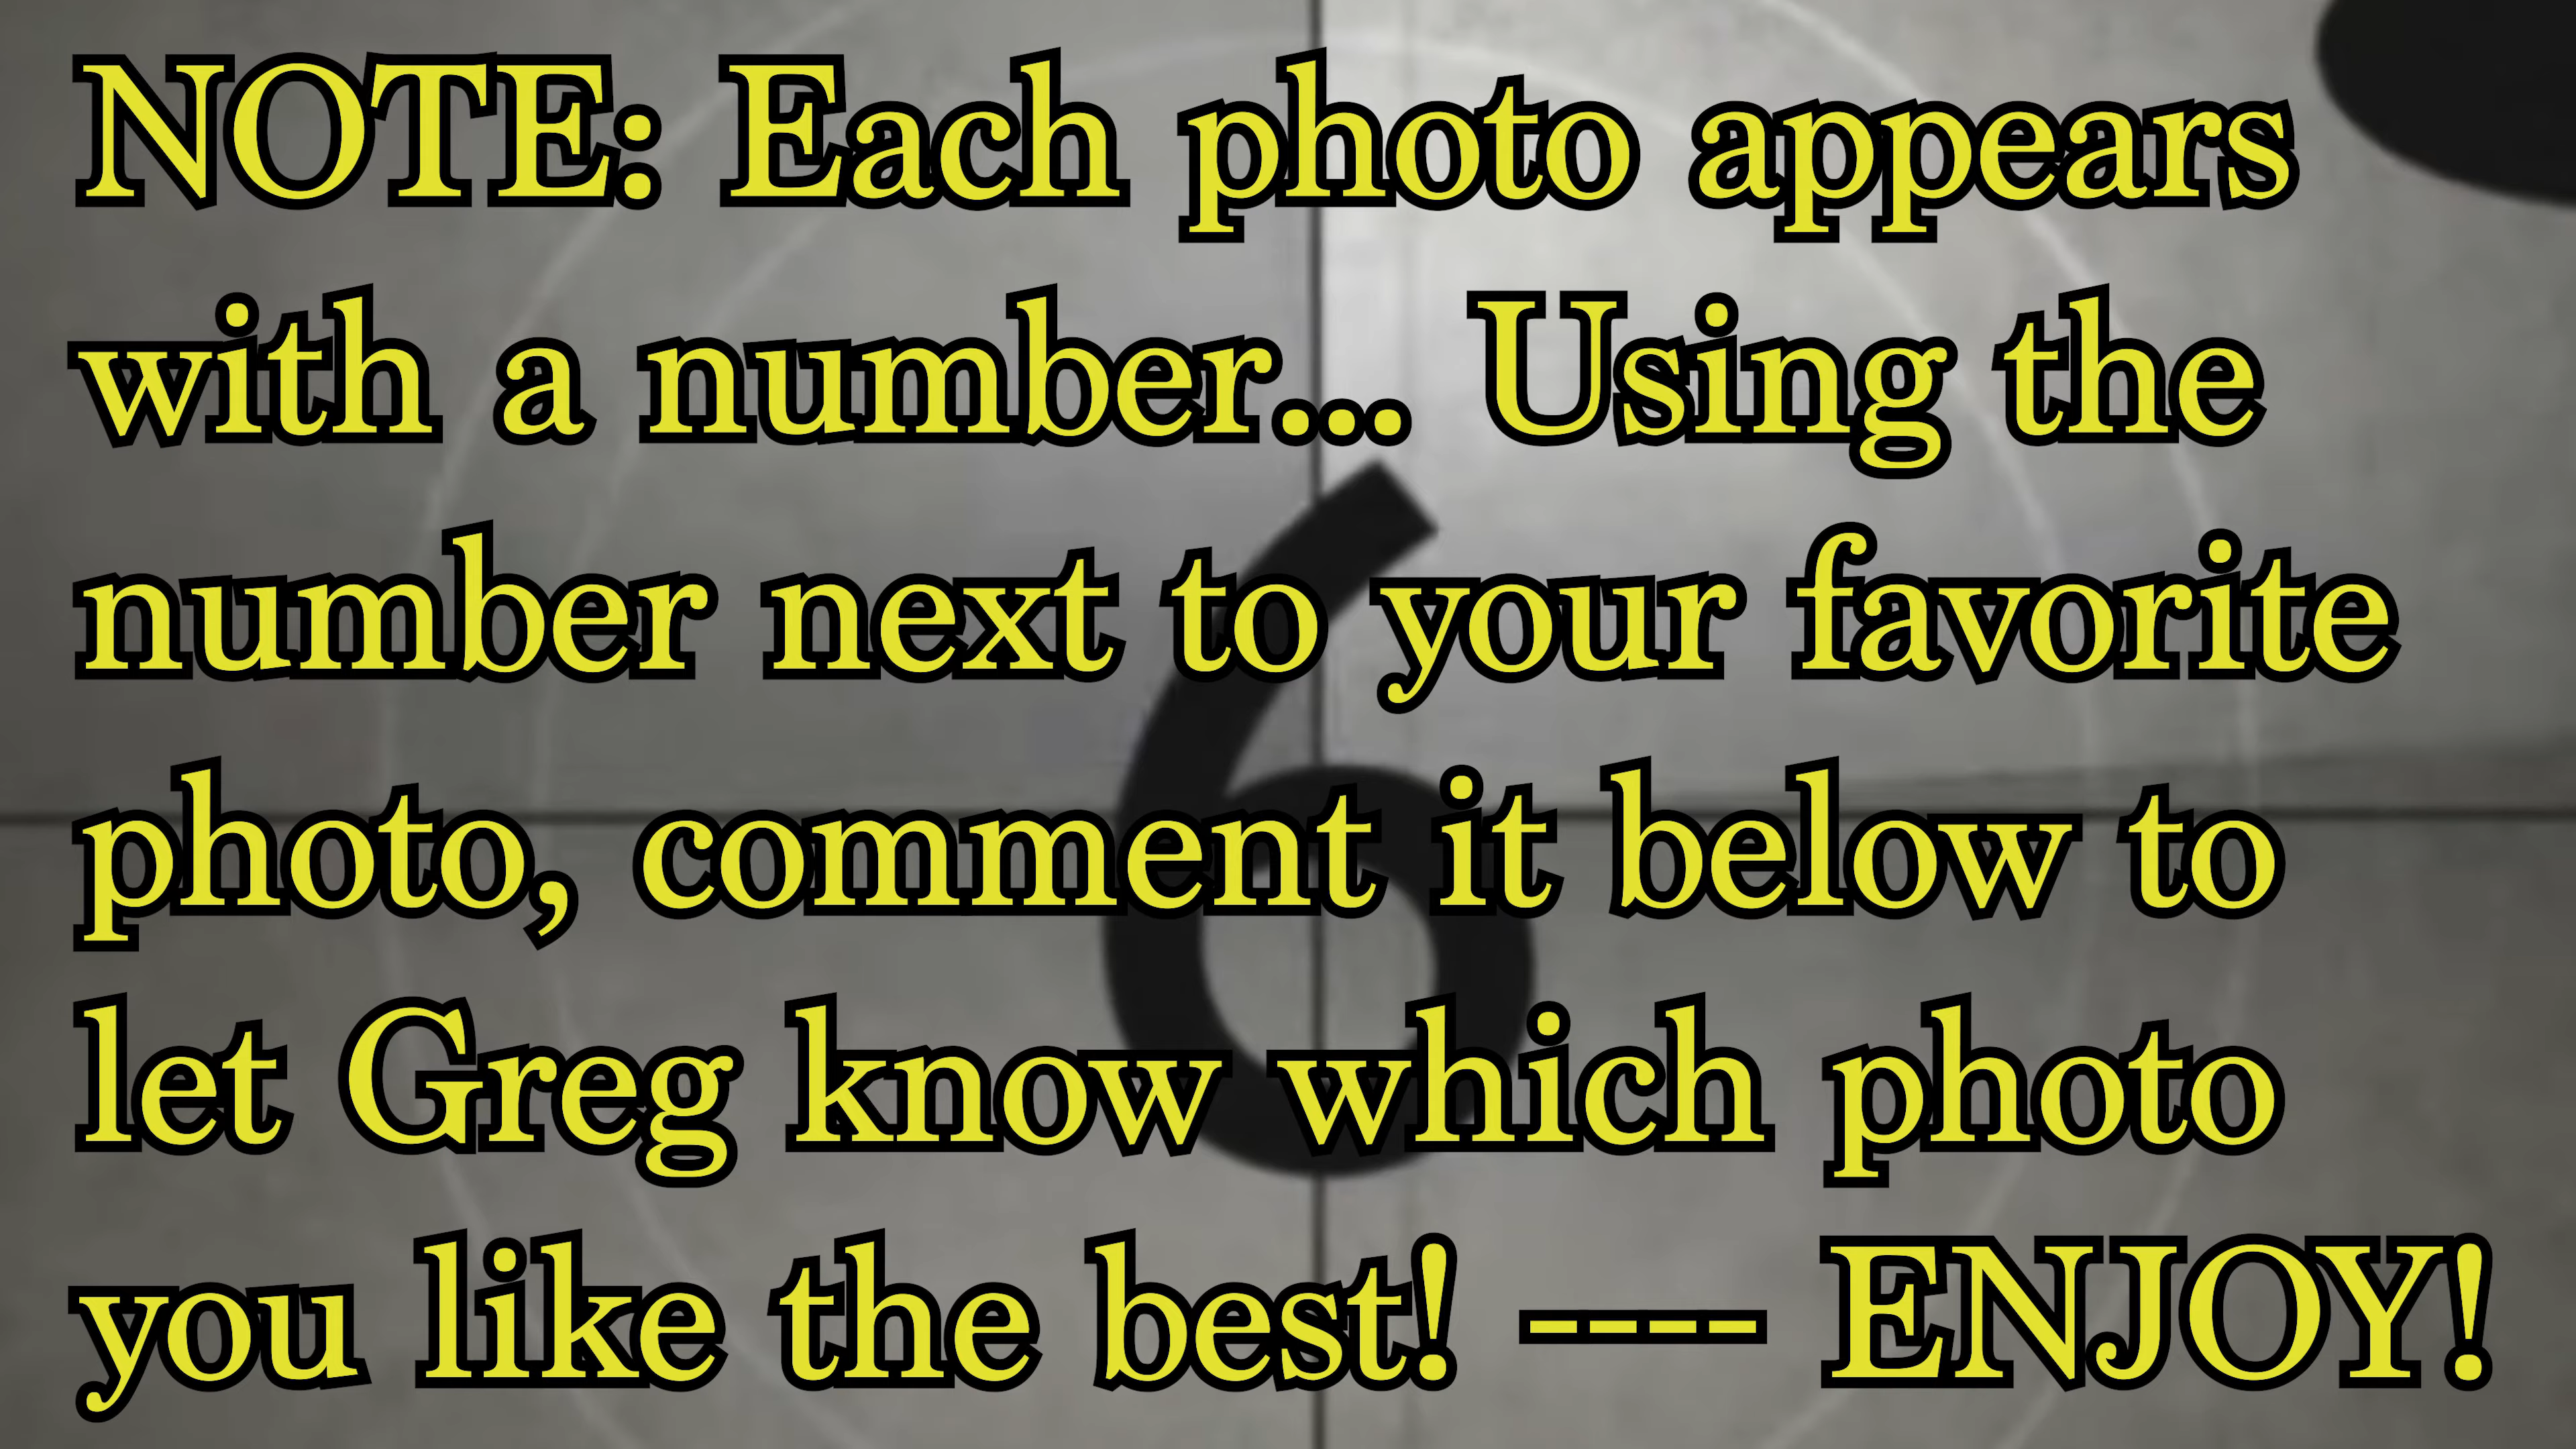 NOTE: Each photo appears
with a number... Using the
number next to your favorite
photo, comment it below to
let Greg know which photo
you like the best! ---- ENJOY!
6